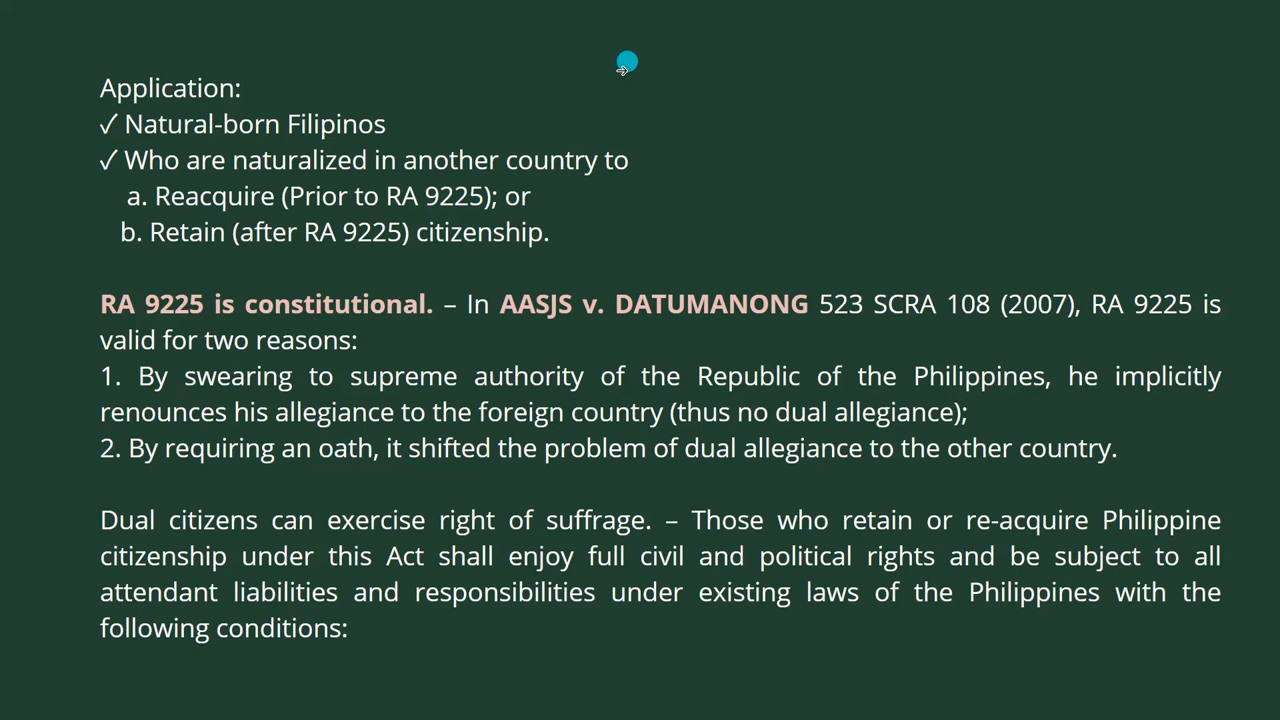 Application:
✓ Natural-born Filipinos
✓ Who are naturalized in another country to
a. Reacquire (Prior to RA 9225); or
b. Retain (after RA 9225) citizenship.
RA 9225 is constitutional. – In AASJS v. DATUMANONG 523 SCRA 108 (2007), RA 9225 is
valid for two reasons:
1. By swearing to supreme authority of the Republic of the Philippines, he implicitly
renounces his allegiance to the foreign country (thus no dual allegiance);
2. By requiring an oath, it shifted the problem of dual allegiance to the other country.
Dual citizens can exercise right of suffrage. – Those who retain or re-acquire Philippine
citizenship under this Act shall enjoy full civil and political rights and be subject to all
attendant liabilities and responsibilities under existing laws of the Philippines with the
following conditions: